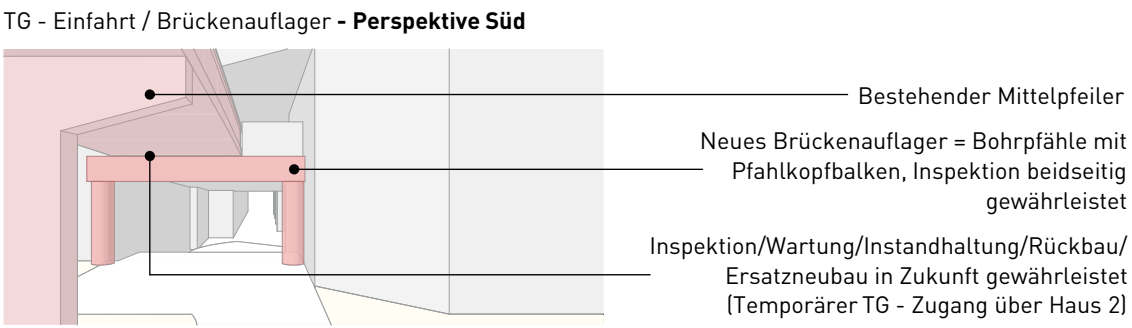 TG - Einfahrt / Brückenauflager - Perspektive Süd
Bestehender Mittelpfeiler
Neues Brückenauflager = Bohrpfähle mit
Pfahlkopfbalken, Inspektion beidseitig
gewährleistet
Inspektion/Wartung/Instandhaltung/Rückbau/
Ersatzneubau in Zukunft gewährleistet
(Temporärer TG - Zugang über Haus 2)